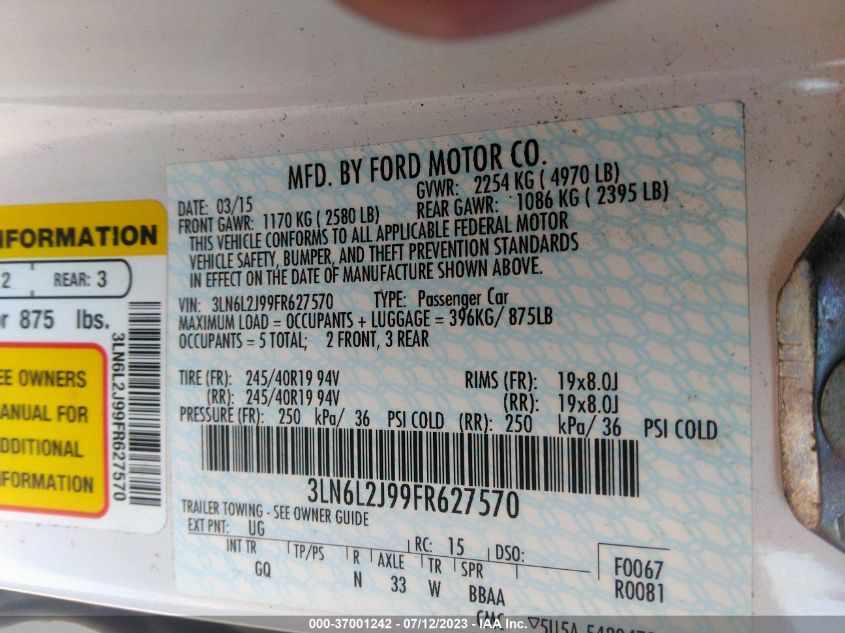 MFD. BY FORD MOTOR CO.
DATE: 03/15
GVWR: 2254 KG ( 4970 LB)
FRONT GAWR: 1170 KG ( 2580 LB)
REAR GAWR: 1086 KG ( 2395 LB)
THIS VEHICLE CONFORMS TO ALL APPLICABLE FEDERAL MOTOR
VEHICLE SAFETY, BUMPER, AND THEFT PREVENTION STANDARDS
IN EFFECT ON THE DATE OF MANUFACTURE SHOWN ABOVE.
VIN: 3LN6L2J99FR627570 TYPE: Passenger Car
MAXIMUM LOAD = OCCUPANTS + LUGGAGE = 396KG/ 875LB
OCCUPANTS = 5 TOTAL; 2 FRONT, 3 REAR
TIRE (FR): 245/40R19 94V RIMS (FR): 19x8.0J
(RR): 245/40R19 94V (RR): 19x8.0J
PRESSURE (FR): 250 kPa/ 36 PSI COLD (RR): 250 kPa/ 36 PSI COLD
3LN6L2J99FR627570
TRAILER TOWING - SEE OWNER GUIDE
EXT PNT: UG RC: 15 DSO:
INT TR TP/PS R AXLE TR SPR
GQ N 33 W BBAA
F0067
R0081
NFORMATION
2 REAR: 3
or 875 lbs.
EE OWNERS
ANUAL FOR
ADDITIONAL
NFORMATION
3LN6L2J99FR627570
000-37001242 - 07/12/2023 - IAA Inc.